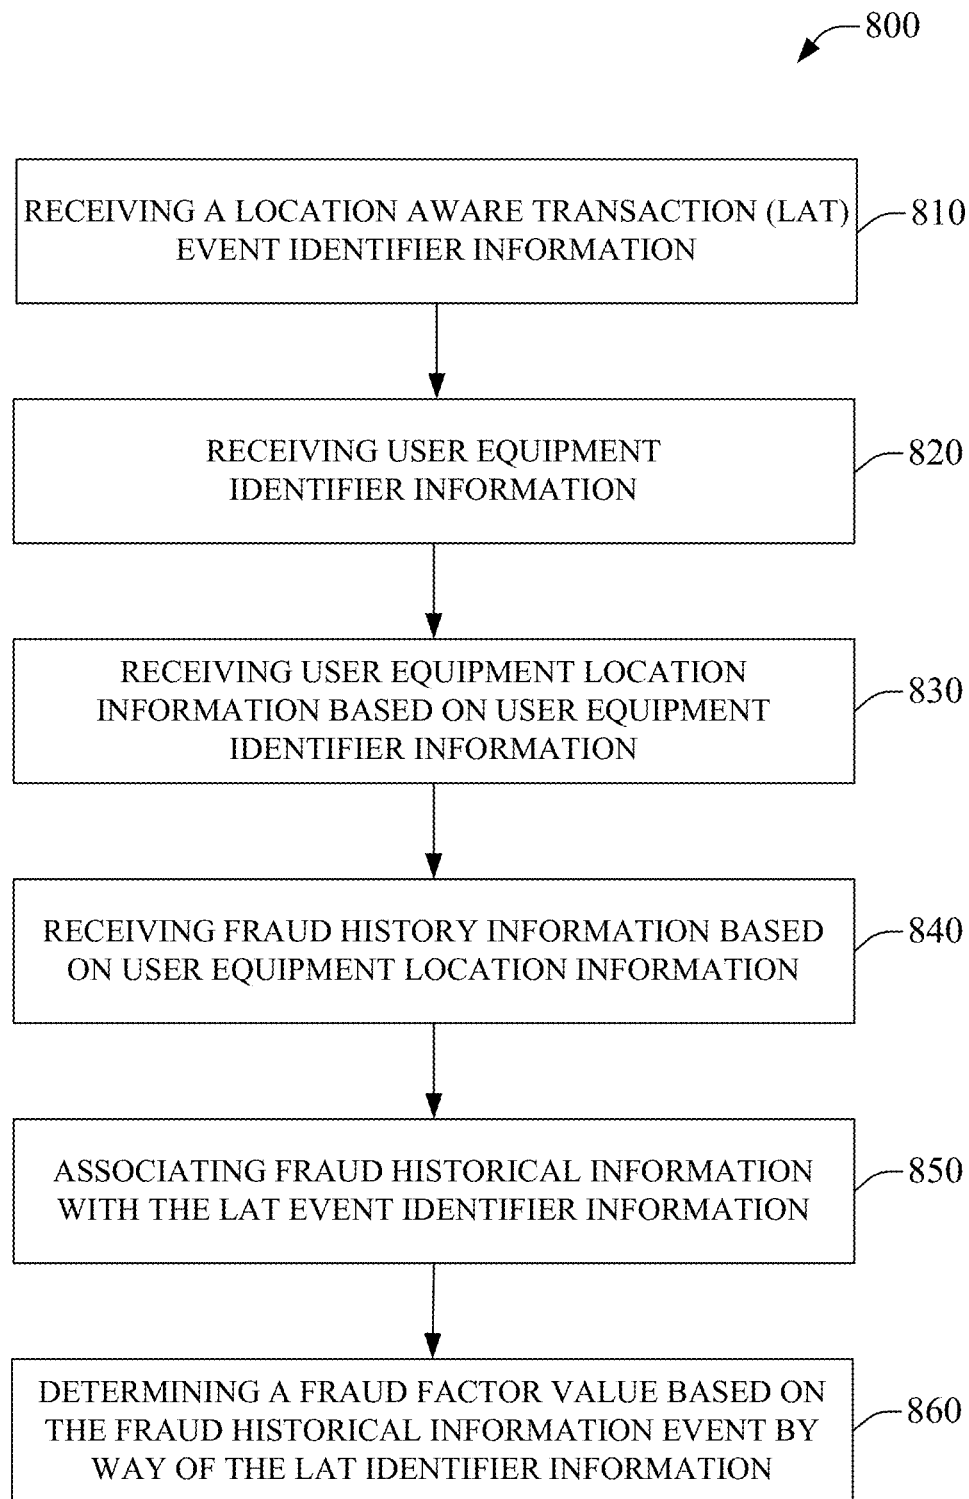 800
RECEIVING A LOCATION AWARE TRANSACTION (LAT)
EVENT IDENTIFIER INFORMATION
810
RECEIVING USER EQUIPMENT
IDENTIFIER INFORMATION
820
RECEIVING USER EQUIPMENT LOCATION
INFORMATION BASED ON USER EQUIPMENT
IDENTIFIER INFORMATION
830
RECEIVING FRAUD HISTORY INFORMATION BASED
ON USER EQUIPMENT LOCATION INFORMATION
840
ASSOCIATING FRAUD HISTORICAL INFORMATION
WITH THE LAT EVENT IDENTIFIER INFORMATION
850
DETERMINING A FRAUD FACTOR VALUE BASED ON
THE FRAUD HISTORICAL INFORMATION EVENT BY
WAY OF THE LAT IDENTIFIER INFORMATION
860